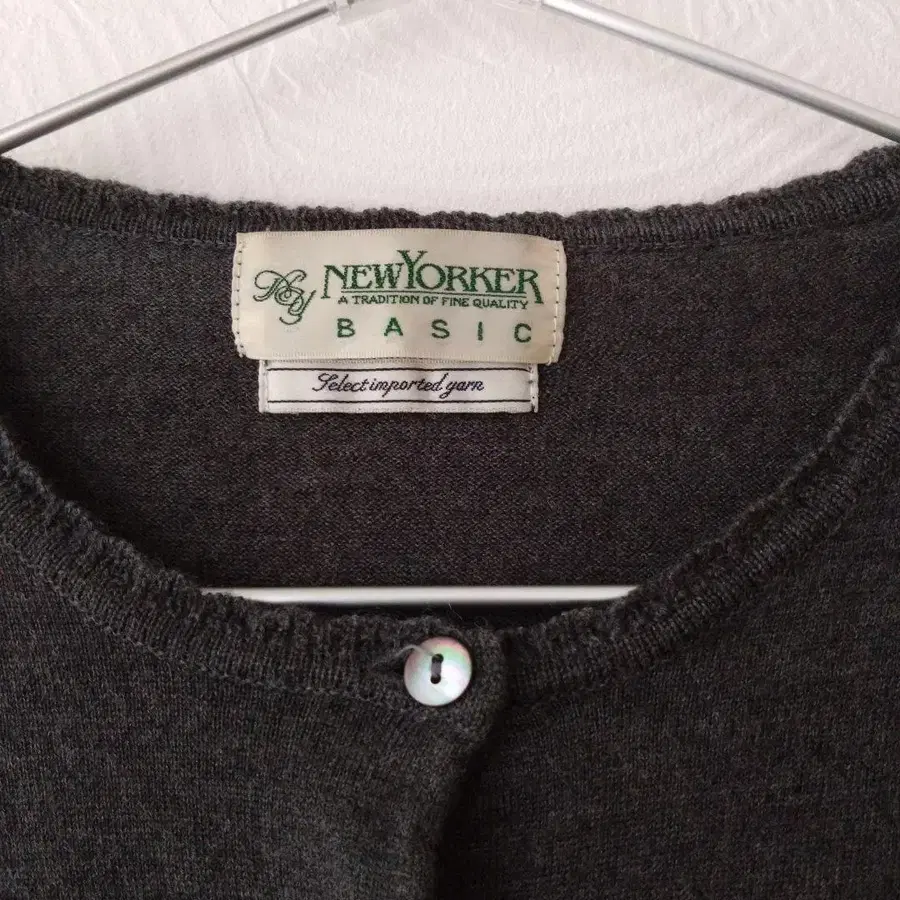 NEWYORKER
A TRADITION OF FINE QUALITY
BASIC
Select imported yarn